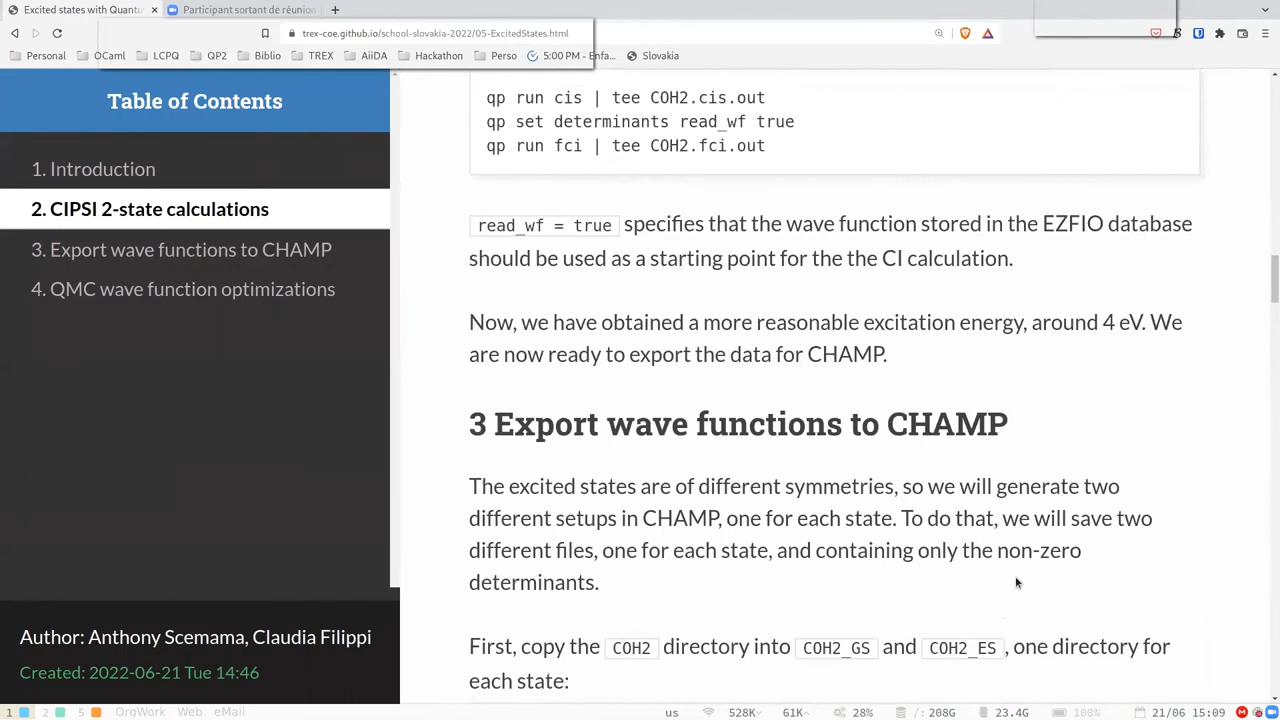 Excited states with Quantu
Participant sortant de réunion
trex-coe.github.io/school-slovakia-2022/05-ExcitedStates.html
Personal
OCaml
LCPQ
QP2
Biblio
TREX
AiiDA
Hackathon
Perso
5:00 PM - Enfa...
Slovakia
Table of Contents
1. Introduction
2. CIPSI 2-state calculations
3. Export wave functions to CHAMP
4. QMC wave function optimizations
Author: Anthony Scemama, Claudia Filippi
Created: 2022-06-21 Tue 14:46
qp run cis | tee COH2.cis.out
qp set determinants read_wf true
qp run fci | tee COH2.fci.out
read_wf = true specifies that the wave function stored in the EZFIO database
should be used as a starting point for the the CI calculation.
Now, we have obtained a more reasonable excitation energy, around 4 eV. We
are now ready to export the data for CHAMP.
3 Export wave functions to CHAMP
The excited states are of different symmetries, so we will generate two
different setups in CHAMP, one for each state. To do that, we will save two
different files, one for each state, and containing only the non-zero
determinants.
First, copy the COH2 directory into COH2_GS and COH2_ES, one directory for
each state:
1 2 5 OrgWork Web eMail
us 528K 61K 28% /: 208G 23.4G 100% 21/06 15:09